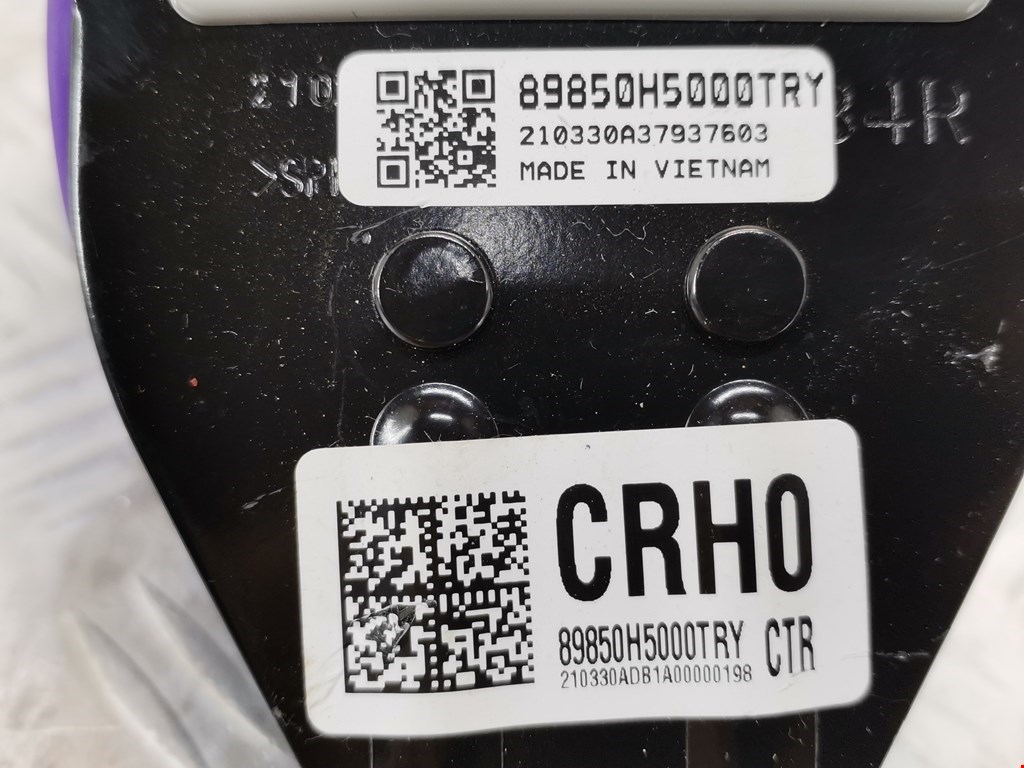 89850H5000TRY
210330A37937603
MADE IN VIETNAM
CRH0
89850H5000TRY CTR
210330ADB1A00000198